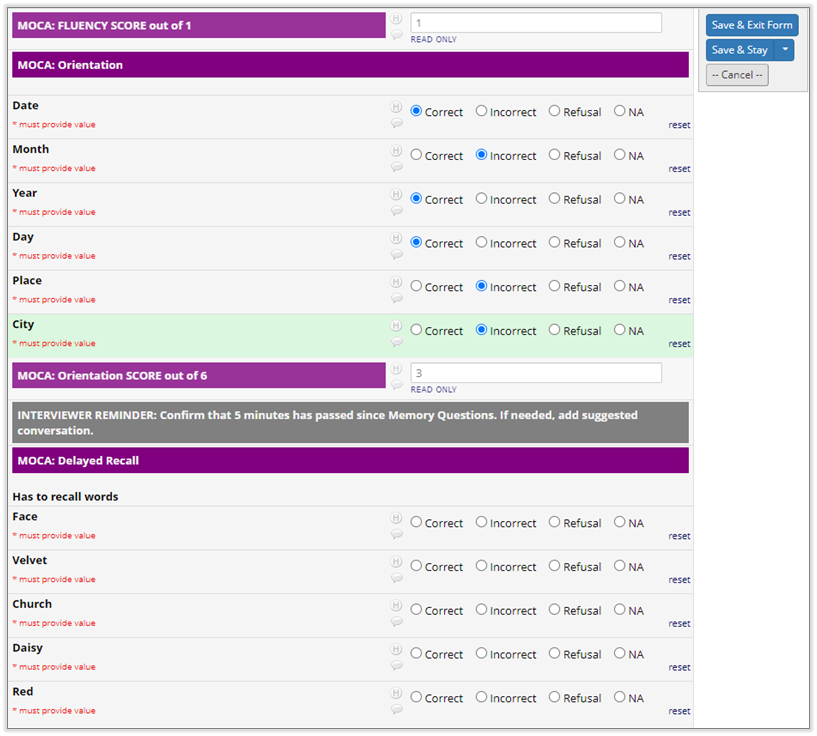 MOCA: FLUENCY SCORE out of 1
H
1
READ ONLY
Save & Exit Form
Save & Stay
-- Cancel --
MOCA: Orientation
Date
H
Correct Incorrect Refusal NA
* must provide value
reset
Month
H
Correct Incorrect Refusal NA
* must provide value
reset
Year
H
Correct Incorrect Refusal NA
* must provide value
reset
Day
H
Correct Incorrect Refusal NA
* must provide value
reset
Place
H
Correct Incorrect Refusal NA
* must provide value
reset
City
H
Correct Incorrect Refusal NA
* must provide value
reset
MOCA: Orientation SCORE out of 6
H
3
READ ONLY
INTERVIEWER REMINDER: Confirm that 5 minutes has passed since Memory Questions. If needed, add suggested
conversation.
MOCA: Delayed Recall
Has to recall words
Face
H
Correct Incorrect Refusal NA
* must provide value
reset
Velvet
H
Correct Incorrect Refusal NA
* must provide value
reset
Church
H
Correct Incorrect Refusal NA
* must provide value
reset
Daisy
H
Correct Incorrect Refusal NA
* must provide value
reset
Red
H
Correct Incorrect Refusal NA
* must provide value
reset